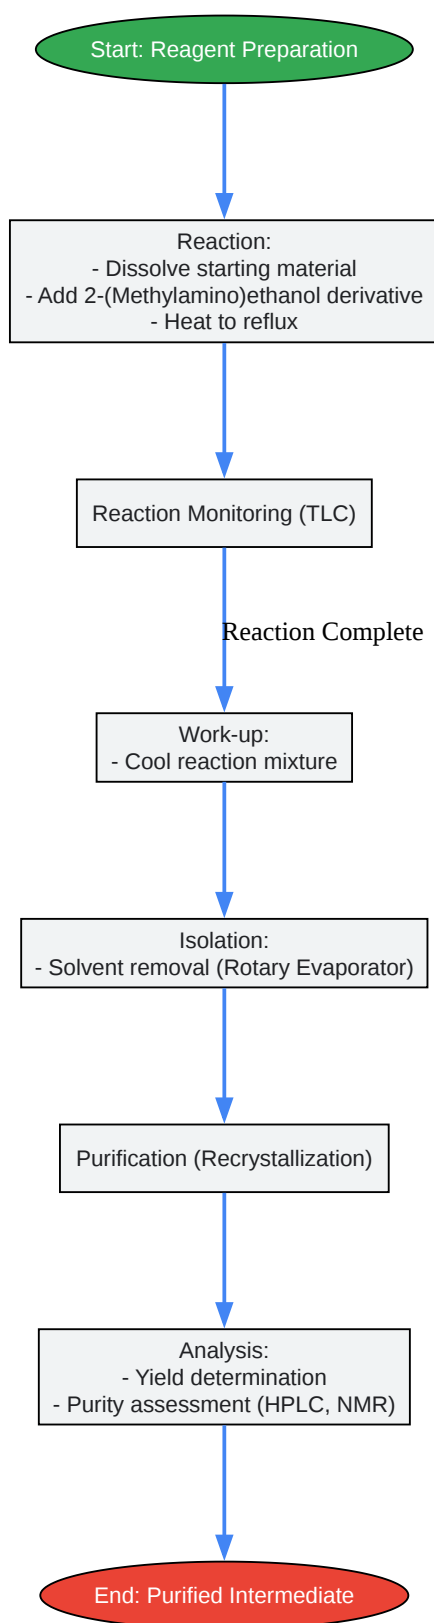 Start: Reagent Preparation
Reaction:
- Dissolve starting material
- Add 2-(Methylamino)ethanol derivative
- Heat to reflux
Reaction Monitoring (TLC)
Reaction Complete
Work-up:
- Cool reaction mixture
Isolation:
- Solvent removal (Rotary Evaporator)
Purification (Recrystallization)
Analysis:
- Yield determination
- Purity assessment (HPLC, NMR)
End: Purified Intermediate